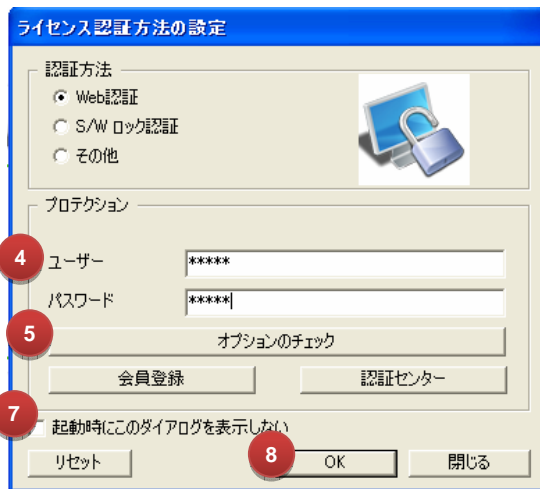 ライセンス認証方法の設定
認証方法
Web認証
S/W ロック認証
その他
プロテクション
4 ユーザー *****
パスワード *****
5 オプションのチェック
会員登録 認証センター
7 起動時にこのダイアログを表示しない
リセット 8 OK 閉じる